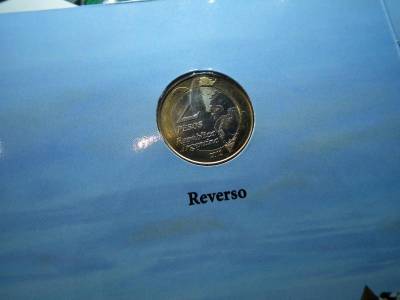 2
PESOS
República
Argentina
Reverso